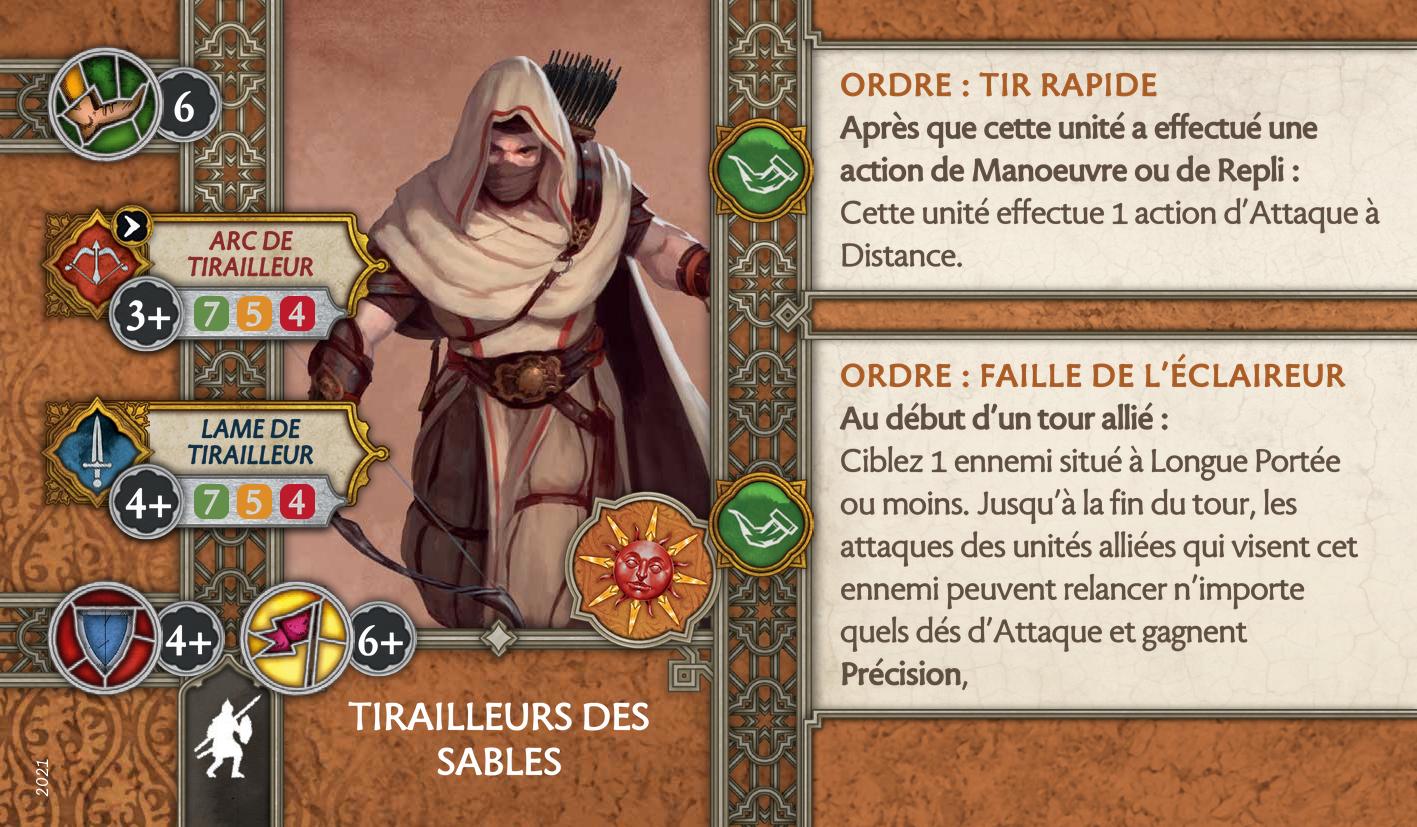 6
ARC DE
TIRAILLEUR
3+ 7 5 4
LAME DE
TIRAILLEUR
4+ 7 5 4
4+ 6+
TIRAILLEURS DES
SABLES
2021
ORDRE : TIR RAPIDE
Après que cette unité a effectué une
action de Manoeuvre ou de Repli :
Cette unité effectue 1 action d'Attaque à
Distance.
ORDRE : FAILLE DE L'ÉCLAIREUR
Au début d'un tour allié :
Ciblez 1 ennemi situé à Longue Portée
ou moins. Jusqu'à la fin du tour, les
attaques des unités alliées qui visent cet
ennemi peuvent relancer n'importe
quels dés d'Attaque et gagnent
Précision,